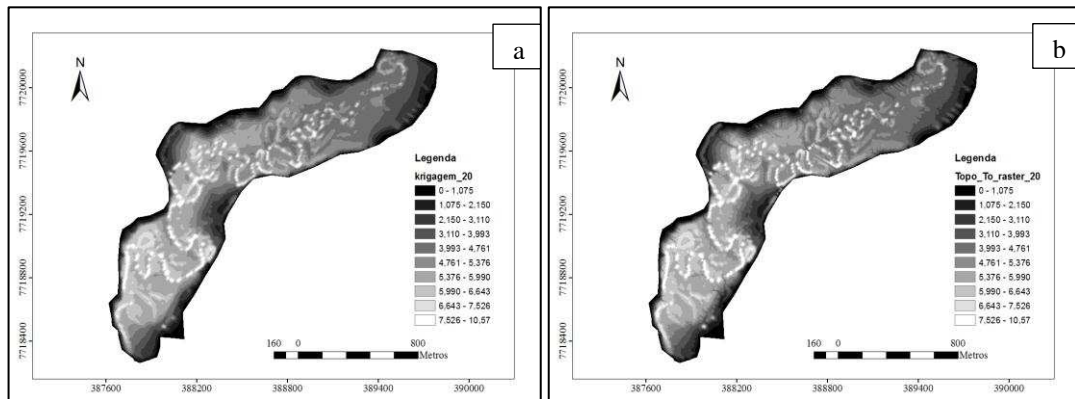 a
N
7720000
7719600
7719200
7718800
7718400
Legenda
krigagem_20
0 - 1,075
1,075 - 2,150
2,150 - 3,110
3,110 - 3,993
3,993 - 4,761
4,761 - 5,376
5,376 - 5,990
5,990 - 6,643
6,643 - 7,526
7,526 - 10,57
160 0 800
Metros
387600 388200 388800 389400 390000
b
N
7720000
7719600
7719200
7718800
7718400
Legenda
Topo_To_raster_20
0 - 1,075
1,075 - 2,150
2,150 - 3,110
3,110 - 3,993
3,993 - 4,761
4,761 - 5,376
5,376 - 5,990
5,990 - 6,643
6,643 - 7,526
7,526 - 10,57
160 0 800
Metros
387600 388200 388800 389400 390000